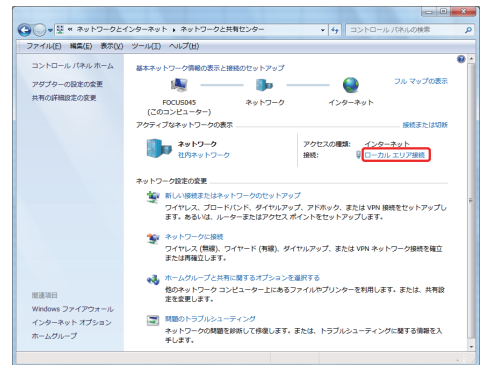 « ネットワークとインターネット ▸ ネットワークと共有センター
コントロール パネルの検索
ファイル(F) 編集(E) 表示(V) ツール(T) ヘルプ(H)
コントロール パネル ホーム
アダプターの設定の変更
共有の詳細設定の変更
基本ネットワーク情報の表示と接続のセットアップ
フル マップの表示
FOCUS045
(このコンピューター)
ネットワーク
インターネット
アクティブなネットワークの表示
接続または切断
ネットワーク
社内ネットワーク
アクセスの種類: インターネット
接続: ローカル エリア接続
ネットワーク設定の変更
新しい接続またはネットワークのセットアップ
ワイヤレス、ブロードバンド、ダイヤルアップ、アドホック、または VPN 接続をセットアップし
ます。あるいは、ルーターまたはアクセス ポイントをセットアップします。
ネットワークに接続
ワイヤレス (無線)、ワイヤード (有線)、ダイヤルアップ、または VPN ネットワーク接続を確立
または再確立します。
ホームグループと共有に関するオプションを選択する
他のネットワーク コンピューター上にあるファイルやプリンターを利用します。または、共有設
定を変更します。
問題のトラブルシューティング
ネットワークの問題を診断して修復します。または、トラブルシューティングに関する情報を入
手します。
関連項目
Windows ファイアウォール
インターネット オプション
ホームグループ